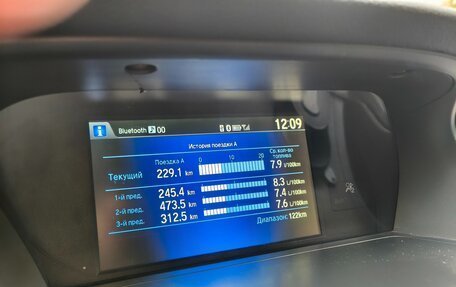 Bluetooth 00 12:09
История поездки A
Поездка A 0 10 20 Ср. кол-во топлива
Текущий 229.1 km 7.9 L/100km
1-й пред. 245.4 km 8.3 L/100km
2-й пред. 473.5 km 7.4 L/100km
3-й пред. 312.5 km 7.6 L/100km
Диапазон: 122km